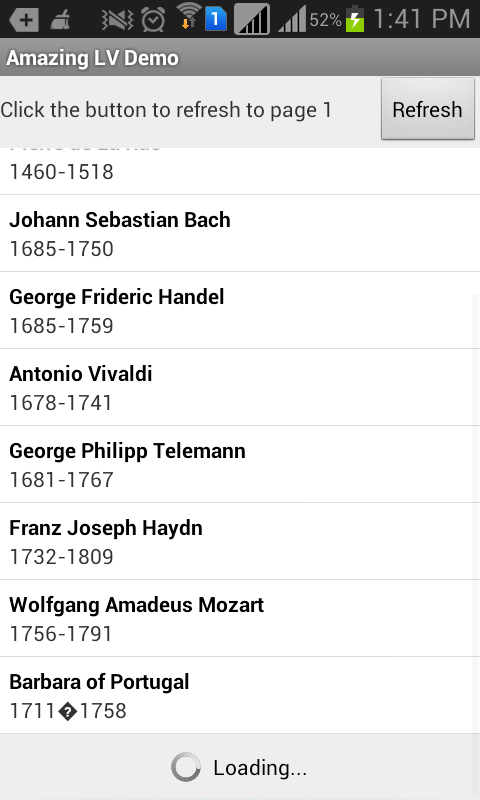 1
52%
1:41 PM
Amazing LV Demo
Click the button to refresh to page 1
Refresh
1460-1518
Johann Sebastian Bach
1685-1750
George Frideric Handel
1685-1759
Antonio Vivaldi
1678-1741
George Philipp Telemann
1681-1767
Franz Joseph Haydn
1732-1809
Wolfgang Amadeus Mozart
1756-1791
Barbara of Portugal
1711�1758
Loading...